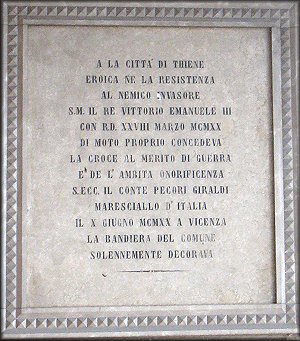 A LA CITTÀ DI THIENE
EROICA NE LA RESISTENZA
AL NEMICO INVASORE
S.M. IL RE VITTORIO EMANUELE III
CON R.D. XXVIII MARZO MCMXX
DI MOTO PROPRIO CONCEDEVA
LA CROCE AL MERITO DI GUERRA
E DE L'AMBITA ONORIFICENZA
S.ECC. IL CONTE PECORI GIRALDI
MARESCIALLO D'ITALIA
IL X GIUGNO MCMXX A VICENZA
LA BANDIERA DEL COMUNE
SOLENNEMENTE DECORAVA